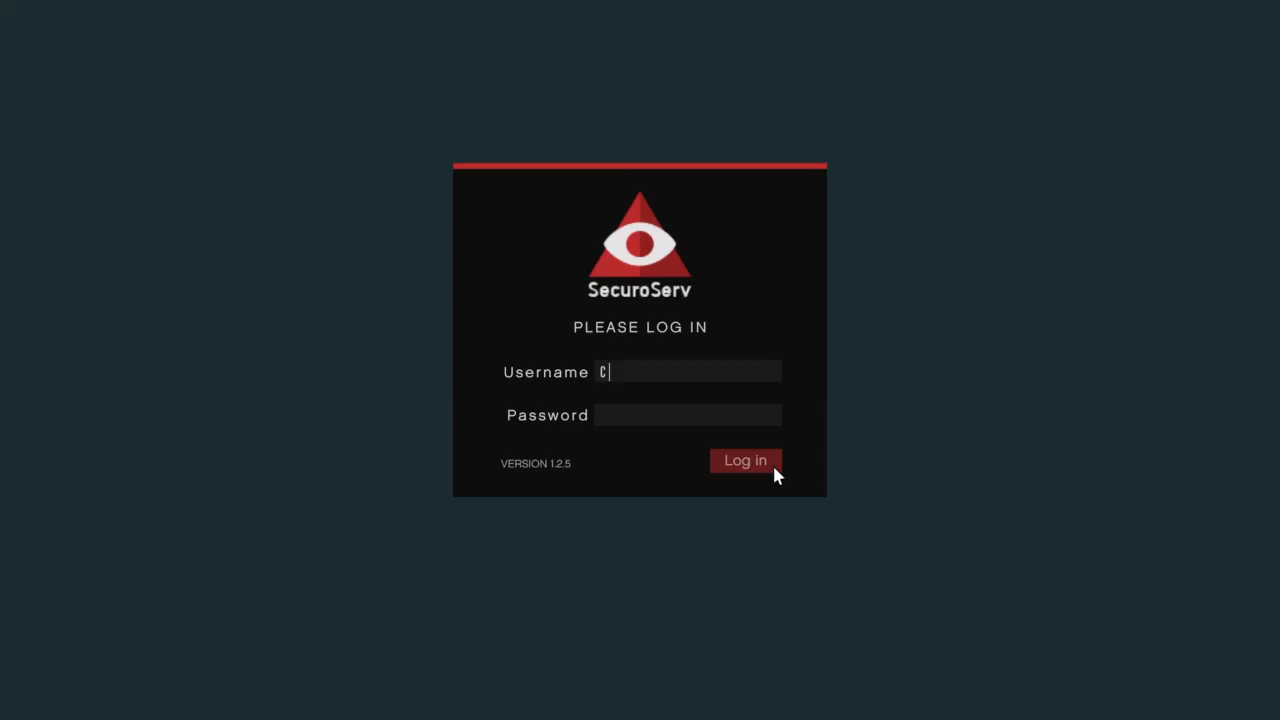 SecuroServ
PLEASE LOG IN
Username C
Password
VERSION 1.2.5
Log in